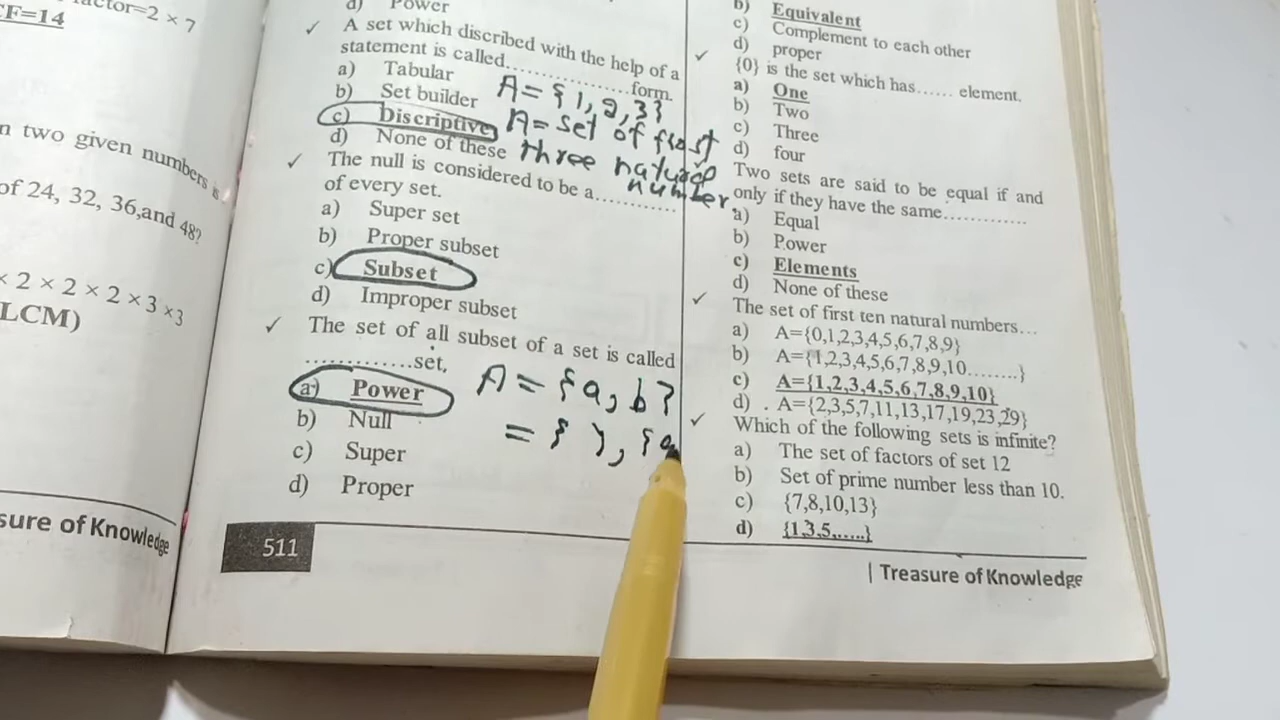 CF=14
factor=2 × 7
n two given numbers is
of 24, 32, 36,and 48?
× 2 × 2 × 2 × 3 × 3
LCM)
sure of Knowledge
d) Power
✓ A set which discribed with the help of a
statement is called................form.
a) Tabular
b) Set builder A = {1, 2, 3}
c) Discriptive A = set of first
d) None of these three natural
number.
✓ The null is considered to be a............
of every set.
a) Super set
b) Proper subset
c) Subset
d) Improper subset
✓ The set of all subset of a set is called
.............set,
a) Power A = {a, b}
b) Null = { }, {a
c) Super
d) Proper
511
b) Equivalent
c) Complement to each other
d) proper
✓ {0} is the set which has...... element.
a) One
b) Two
c) Three
d) four
✓ Two sets are said to be equal if and
only if they have the same.............
a) Equal
b) Power
c) Elements
d) None of these
✓ The set of first ten natural numbers...
a) A={0,1,2,3,4,5,6,7,8,9}
b) A={1,2,3,4,5,6,7,8,9,10........}
c) A={1,2,3,4,5,6,7,8,9,10}
d) . A={2,3,5,7,11,13,17,19,23,29}
✓ Which of the following sets is infinite?
a) The set of factors of set 12
b) Set of prime number less than 10.
c) {7,8,10,13}
d) {1,3,5,.....}
| Treasure of Knowledge